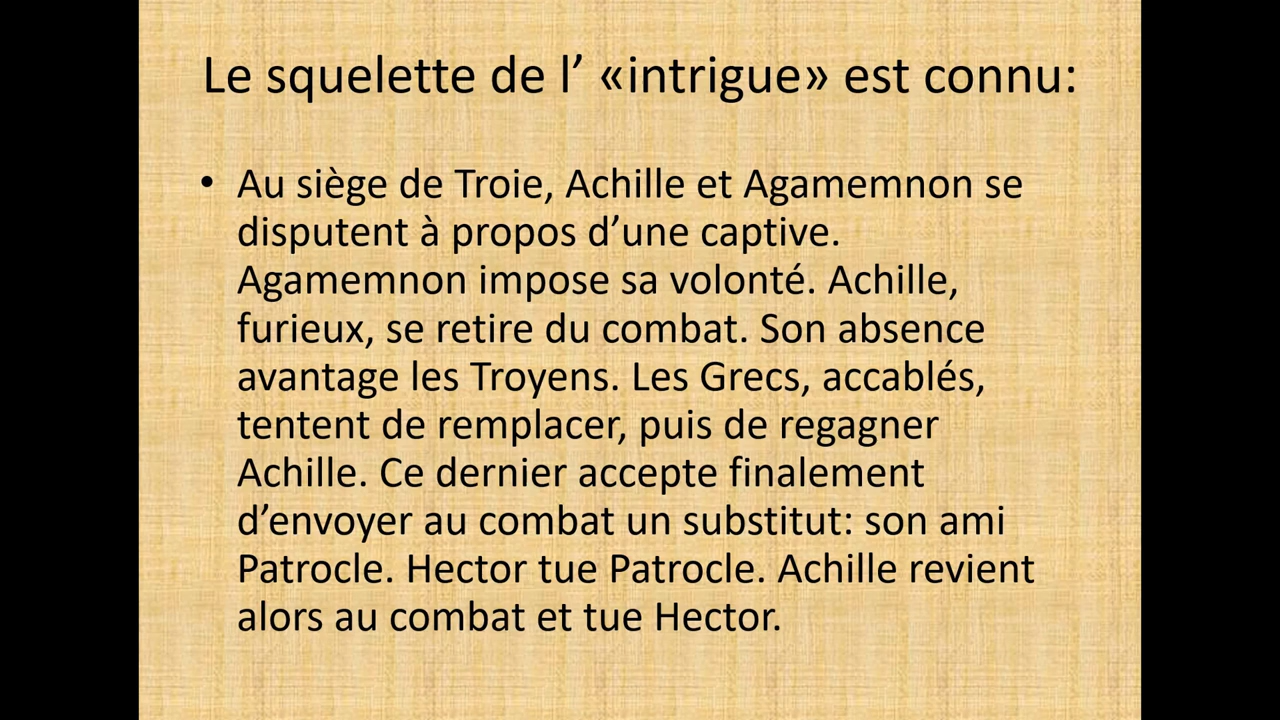 Le squelette de l’ «intrigue» est connu:
• Au siège de Troie, Achille et Agamemnon se
disputent à propos d’une captive.
Agamemnon impose sa volonté. Achille,
furieux, se retire du combat. Son absence
avantage les Troyens. Les Grecs, accablés,
tentent de remplacer, puis de regagner
Achille. Ce dernier accepte finalement
d’envoyer au combat un substitut: son ami
Patrocle. Hector tue Patrocle. Achille revient
alors au combat et tue Hector.